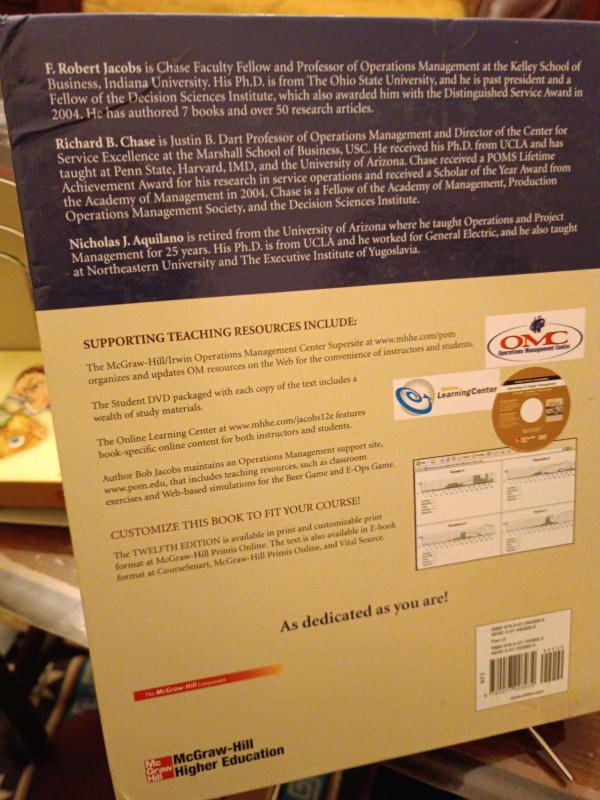 F. Robert Jacobs is Chase Faculty Fellow and Professor of Operations Management at the Kelley School of
Business, Indiana University. His Ph.D. is from The Ohio State University, and he is past president and a
Fellow of the Decision Sciences Institute, which also awarded him with the Distinguished Service Award in
2004. He has authored 7 books and over 50 research articles.
Richard B. Chase is Justin B. Dart Professor of Operations Management and Director of the Center for
Service Excellence at the Marshall School of Business, USC. He received his Ph.D. from UCLA and has
taught at Penn State, Harvard, IMD, and the University of Arizona. Chase received a POMS Lifetime
Achievement Award for his research in service operations and received a Scholar of the Year Award from
the Academy of Management in 2004. Chase is a Fellow of the Academy of Management, Production
Operations Management Society, and the Decision Sciences Institute.
Nicholas J. Aquilano is retired from the University of Arizona where he taught Operations and Project
Management for 25 years. His Ph.D. is from UCLA and he worked for General Electric, and he also taught
at Northeastern University and The Executive Institute of Yugoslavia.
SUPPORTING TEACHING RESOURCES INCLUDE:
The McGraw-Hill/Irwin Operations Management Center Supersite at www.mhhe.com/pom
organizes and updates OM resources on the Web for the convenience of instructors and students.
OMC
Operations Management Center
The Student DVD packaged with each copy of the text includes a
wealth of study materials.
Online
LearningCenter
The Online Learning Center at www.mhhe.com/jacobs12e features
book-specific online content for both instructors and students.
Author Bob Jacobs maintains an Operations Management support site,
www.pom.edu, that includes teaching resources, such as classroom
exercises and Web-based simulations for the Beer Game and E-Ops Game.
CUSTOMIZE THIS BOOK TO FIT YOUR COURSE!
The TWELFTH EDITION is available in print and customizable print
format at McGraw-Hill Primis Online. The text is also available in E-book
format at CourseSmart, McGraw-Hill Primis Online, and Vital Source.
As dedicated as you are!
The McGraw-Hill Companies
Mc
Graw
Hill
McGraw-Hill
Higher Education